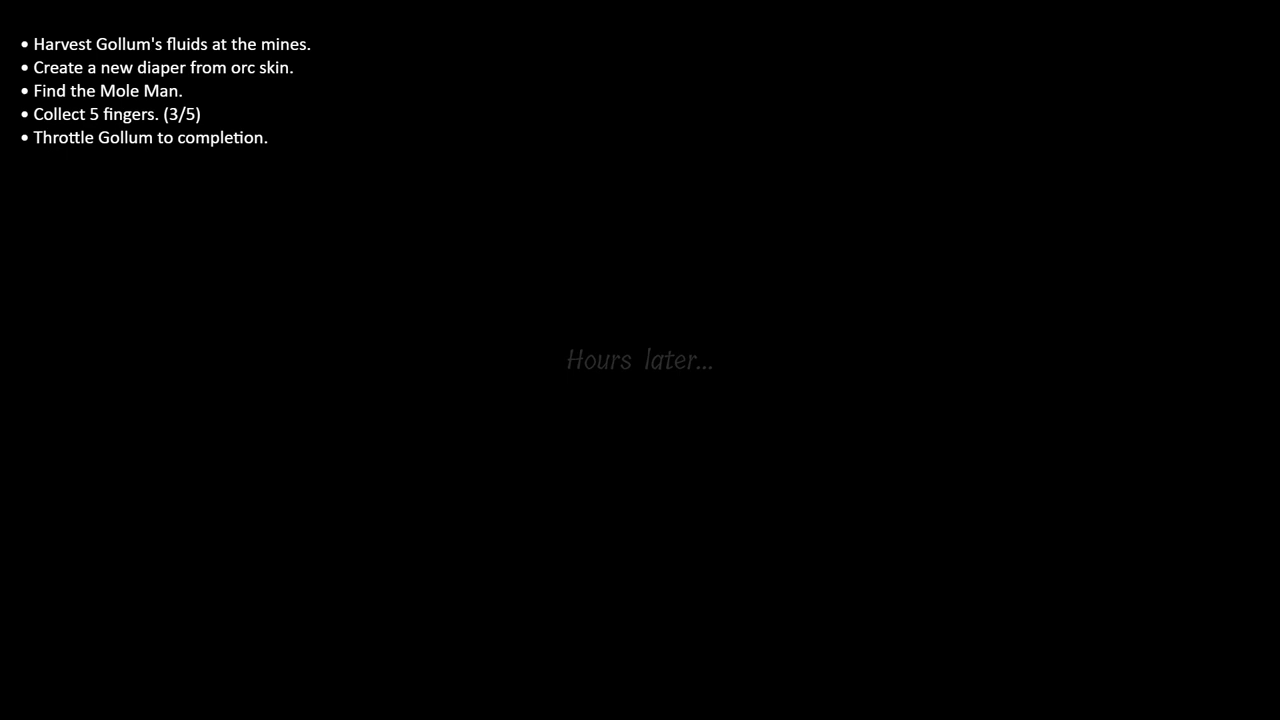 • Harvest Gollum's fluids at the mines.
• Create a new diaper from orc skin.
• Find the Mole Man.
• Collect 5 fingers. (3/5)
• Throttle Gollum to completion.
Hours later...